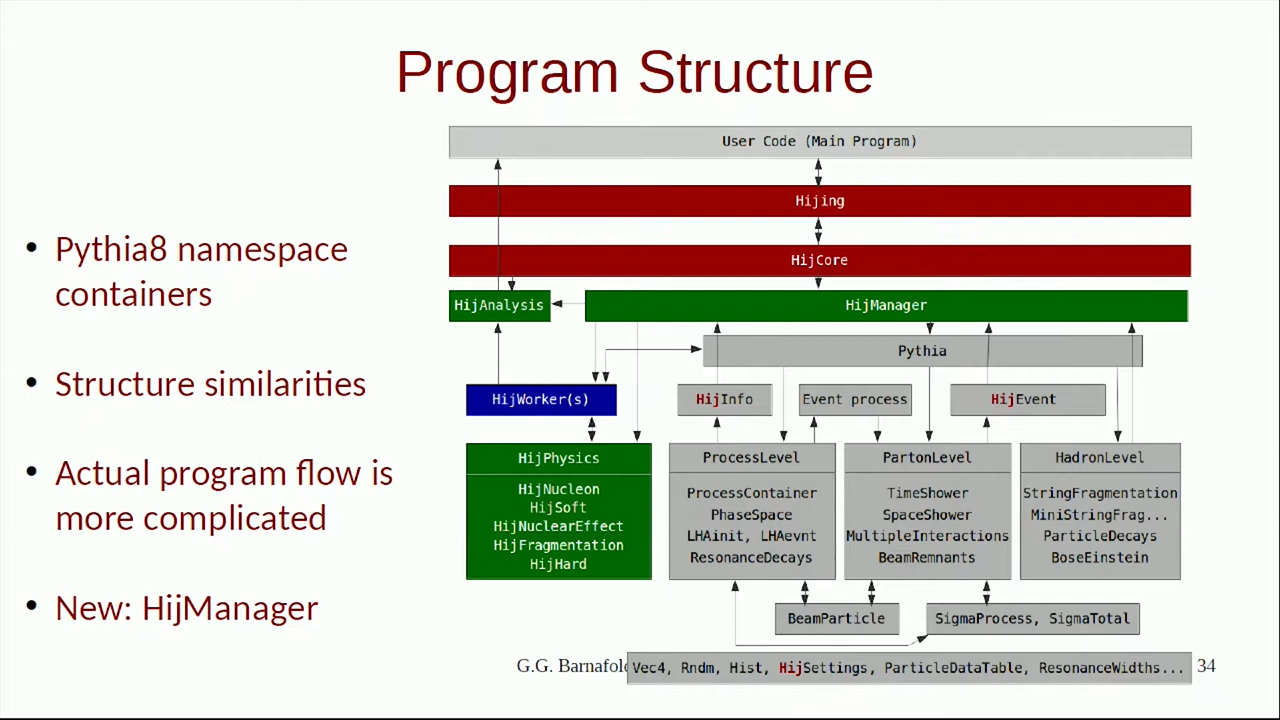 Program Structure
• Pythia8 namespace
containers
• Structure similarities
• Actual program flow is
more complicated
• New: HijManager
User Code (Main Program)
Hijing
HijCore
HijAnalysis
HijManager
Pythia
HijWorker(s)
HijInfo
Event process
HijEvent
HijPhysics
HijNucleon
HijSoft
HijNuclearEffect
HijFragmentation
HijHard
ProcessLevel
ProcessContainer
PhaseSpace
LHAinit, LHAevnt
ResonanceDecays
PartonLevel
TimeShower
SpaceShower
MultipleInteractions
BeamRemnants
HadronLevel
StringFragmentation
MiniStringFrag...
ParticleDecays
BoseEinstein
BeamParticle
SigmaProcess, SigmaTotal
G.G. Barnafol
Vec4, Rndm, Hist, HijSettings, ParticleDataTable, ResonanceWidths...
34